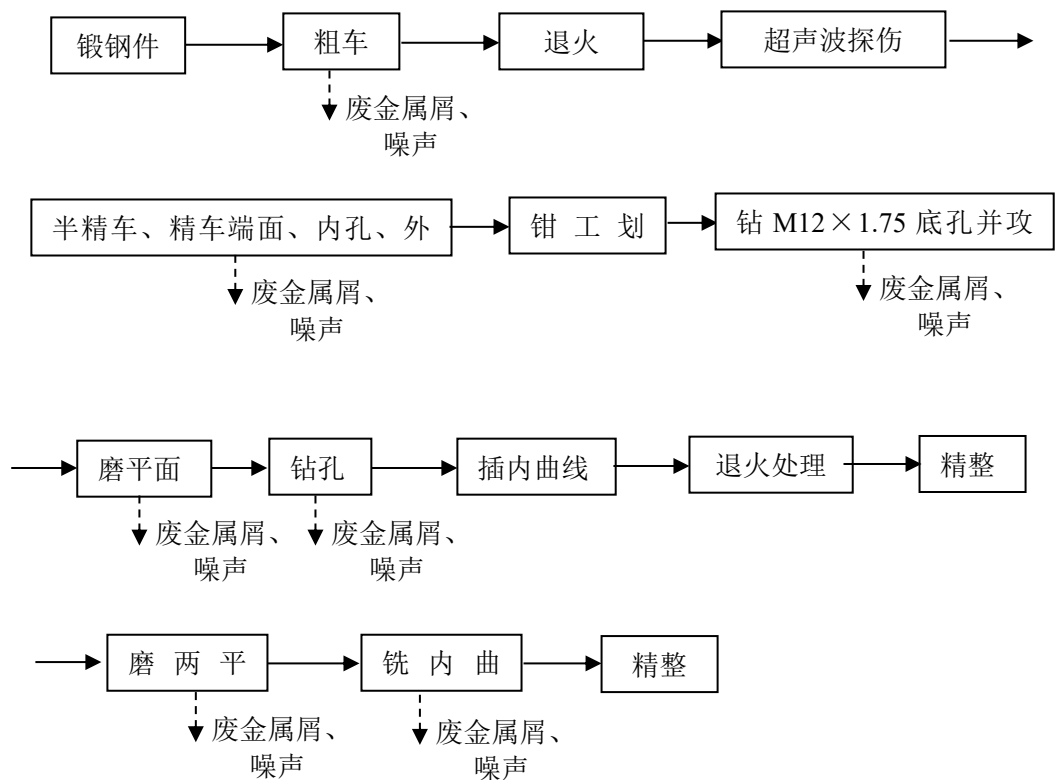 锻钢件
粗车
退火
超声波探伤
废金属屑、
噪声
半精车、精车端面、内孔、外
钳工划
钻 M12×1.75 底孔并攻
废金属屑、
噪声
废金属屑、
噪声
磨平面
钻孔
插内曲线
退火处理
精整
废金属屑、
噪声
废金属屑、
噪声
磨两平
铣内曲
精整
废金属屑、
噪声
废金属屑、
噪声